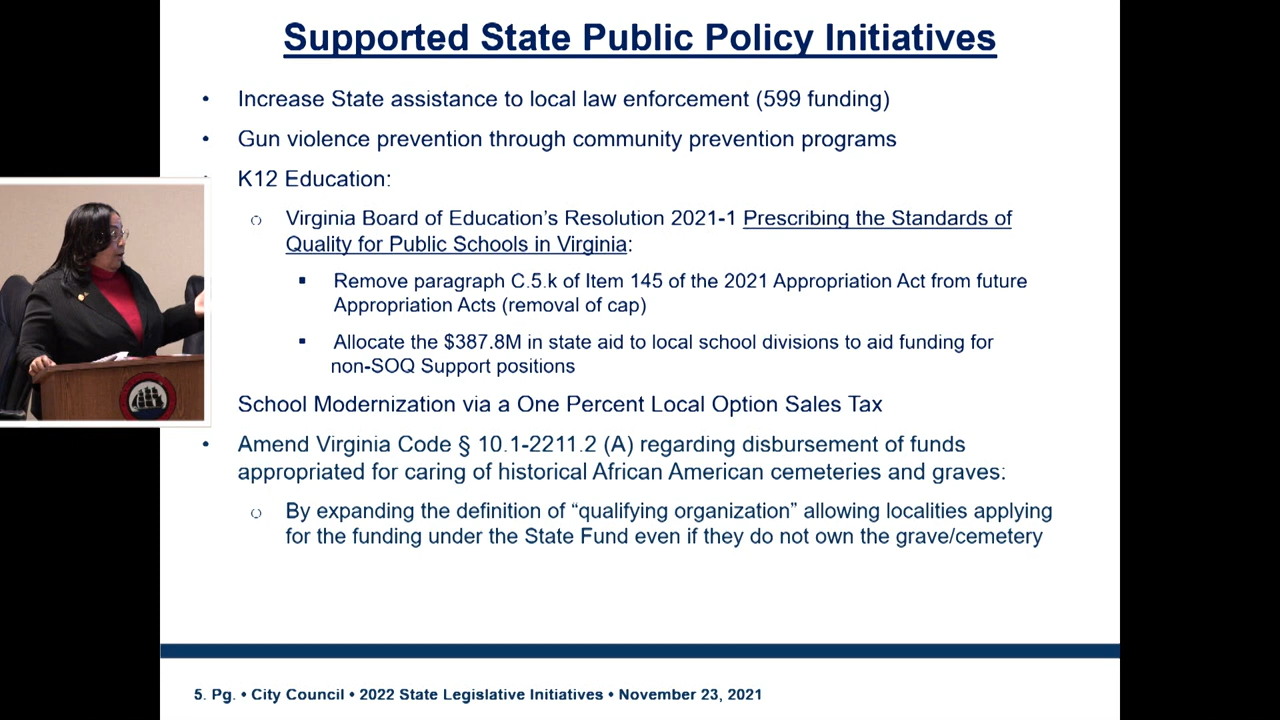 Supported State Public Policy Initiatives
• Increase State assistance to local law enforcement (599 funding)
• Gun violence prevention through community prevention programs
K12 Education:
o Virginia Board of Education's Resolution 2021-1 Prescribing the Standards of
Quality for Public Schools in Virginia:
▪ Remove paragraph C.5.k of Item 145 of the 2021 Appropriation Act from future
Appropriation Acts (removal of cap)
▪ Allocate the $387.8M in state aid to local school divisions to aid funding for
non-SOQ Support positions
School Modernization via a One Percent Local Option Sales Tax
• Amend Virginia Code § 10.1-2211.2 (A) regarding disbursement of funds
appropriated for caring of historical African American cemeteries and graves:
o By expanding the definition of “qualifying organization” allowing localities applying
for the funding under the State Fund even if they do not own the grave/cemetery
5. Pg. • City Council • 2022 State Legislative Initiatives • November 23, 2021